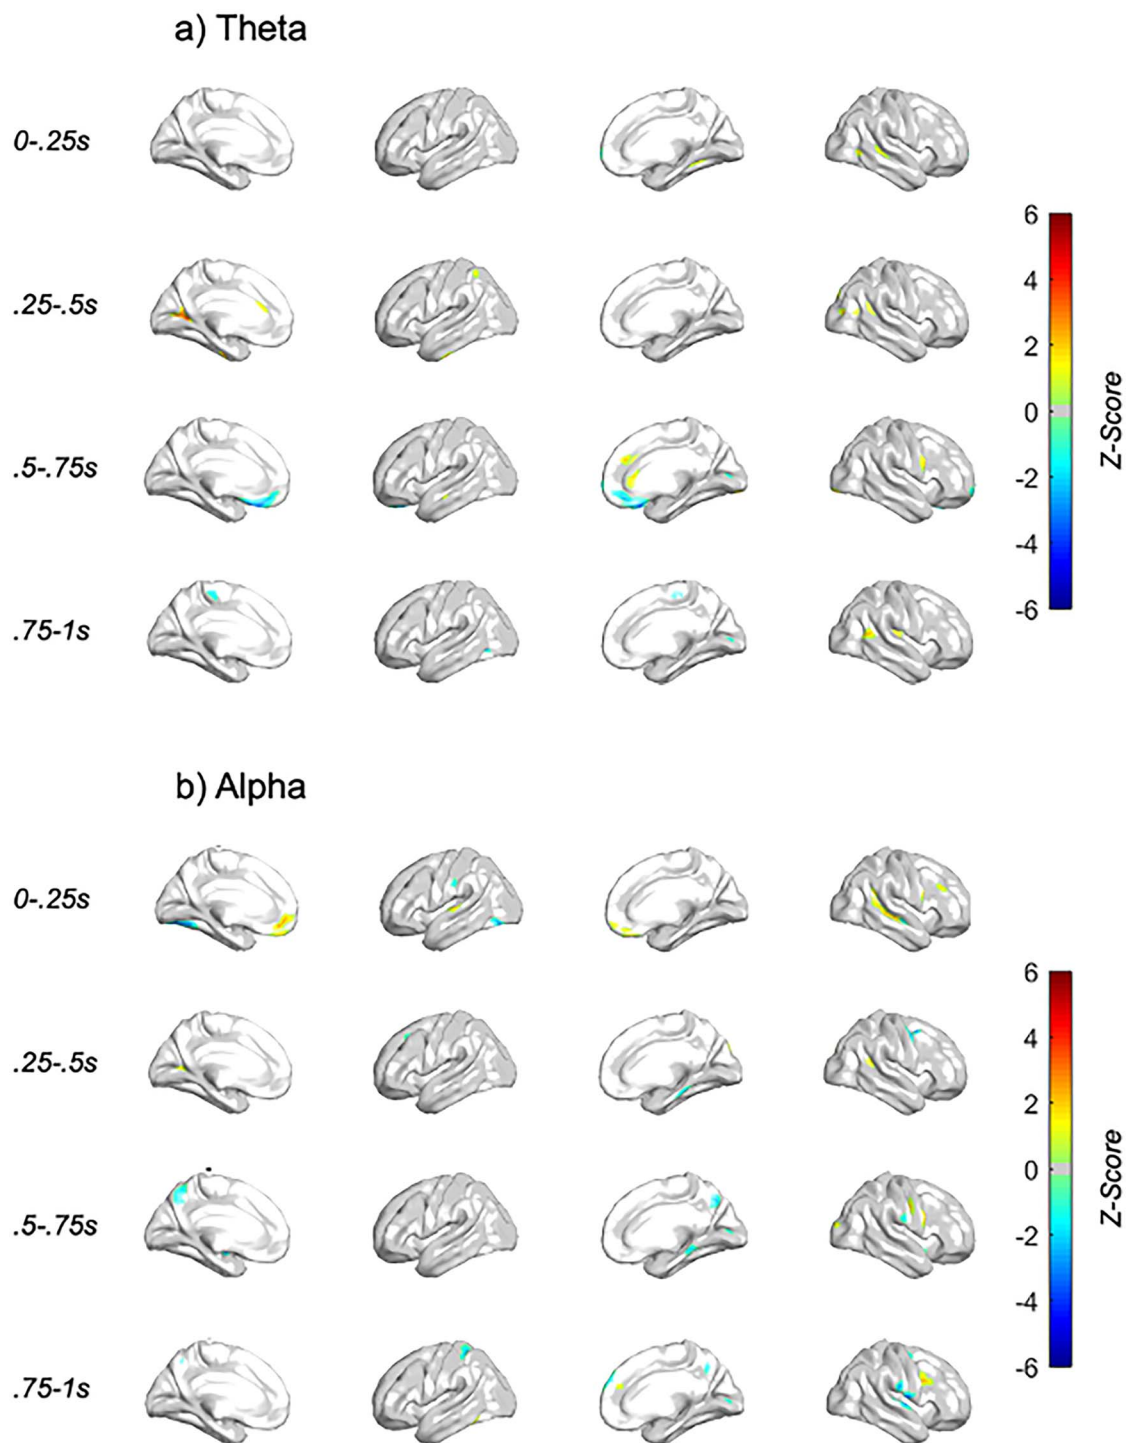 a) Theta
0-.25s
.25-.5s
.5-.75s
.75-1s
6
4
2
0
-2
-4
-6
Z-Score
b) Alpha
0-.25s
.25-.5s
.5-.75s
.75-1s
6
4
2
0
-2
-4
-6
Z-Score